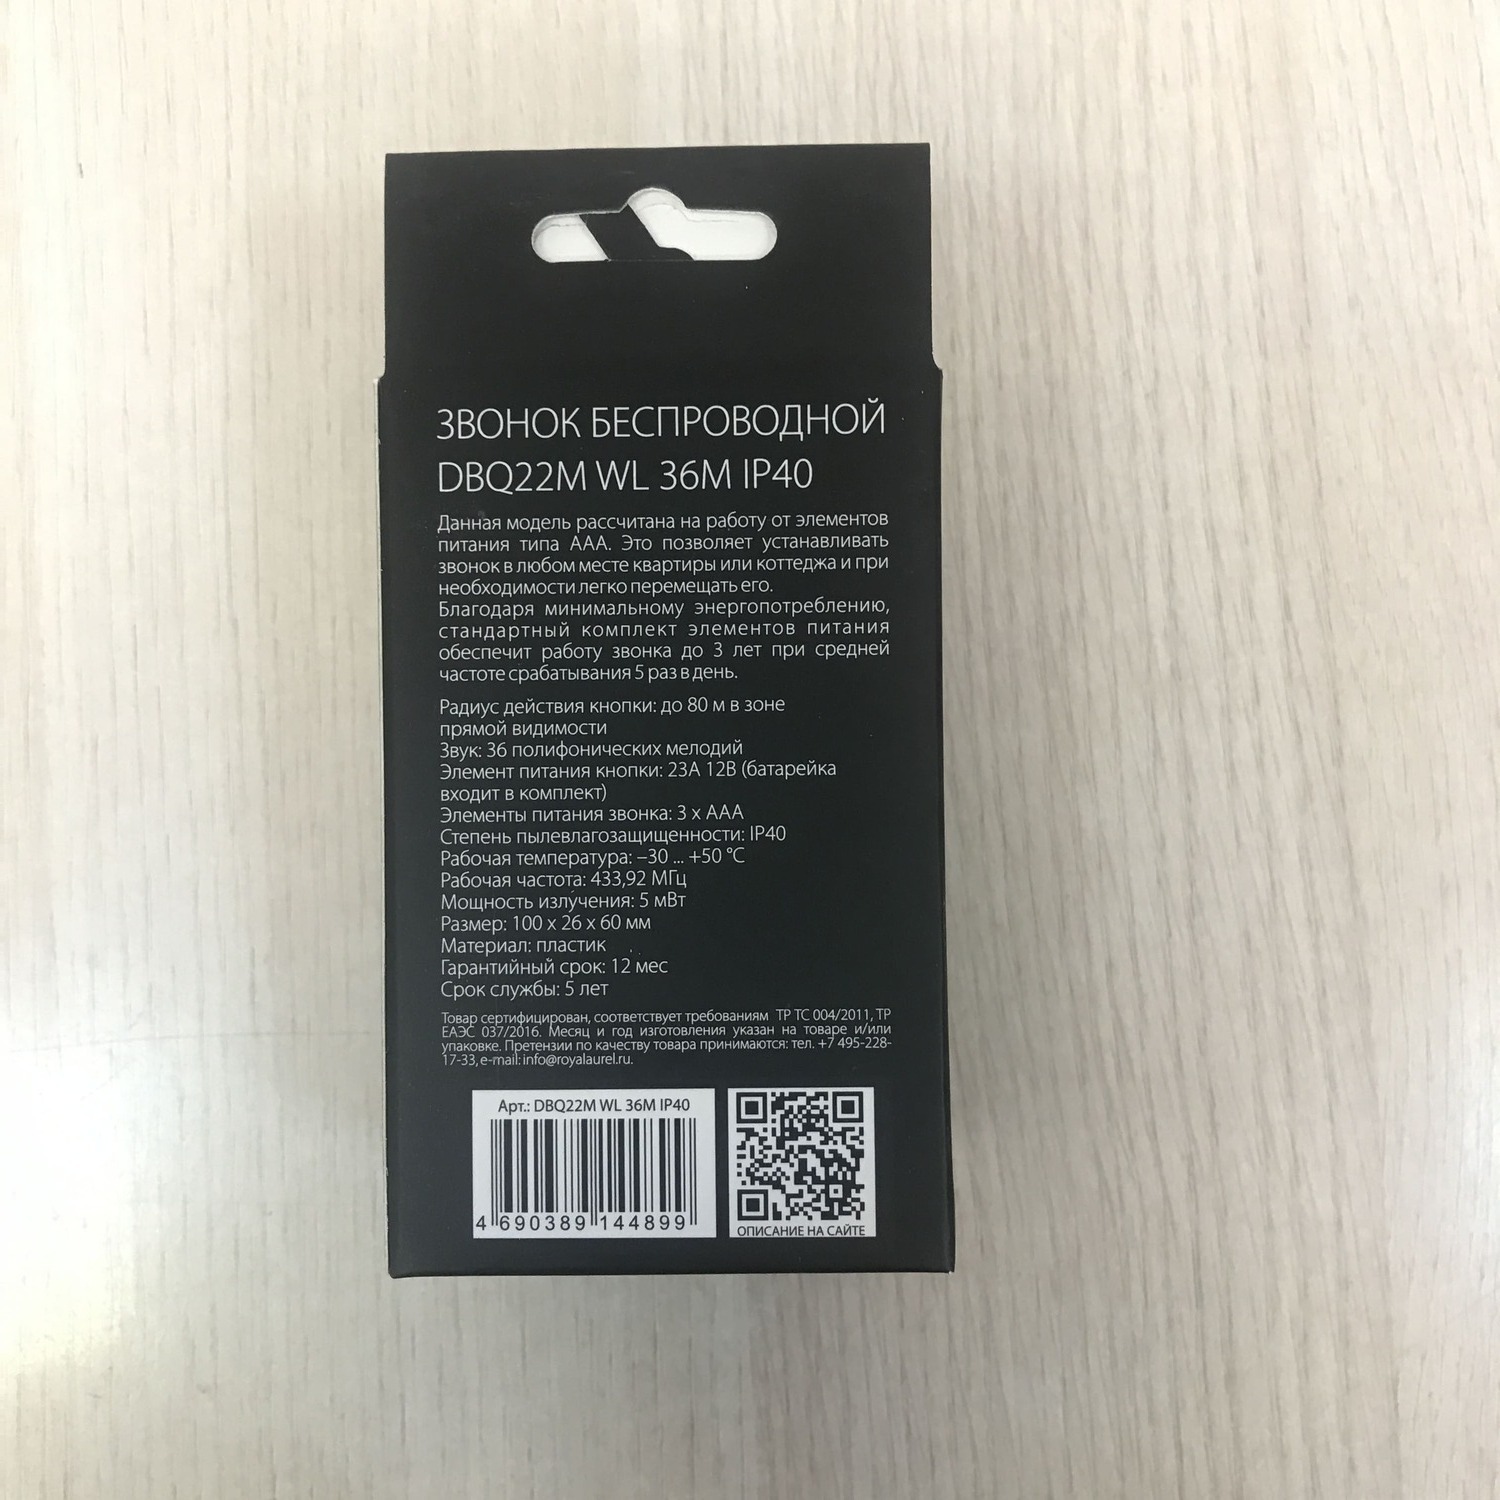 ЗВОНОК БЕСПРОВОДНОЙ
DBQ22M WL 36M IP40
Данная модель рассчитана на работу от элементов
питания типа ААА. Это позволяет устанавливать
звонок в любом месте квартиры или коттеджа и при
необходимости легко перемещать его.
Благодаря минимальному энергопотреблению,
стандартный комплект элементов питания
обеспечит работу звонка до 3 лет при средней
частоте срабатывания 5 раз в день.
Радиус действия кнопки: до 80 м в зоне
прямой видимости
Звук: 36 полифонических мелодий
Элемент питания кнопки: 23А 12В (батарейка
входит в комплект)
Элементы питания звонка: 3 х ААА
Степень пылевлагозащищенности: IP40
Рабочая температура: –30 ... +50 °С
Рабочая частота: 433,92 МГц
Мощность излучения: 5 мВт
Размер: 100 х 26 х 60 мм
Материал: пластик
Гарантийный срок: 12 мес
Срок службы: 5 лет
Товар сертифицирован, соответствует требованиям ТР ТС 004/2011, ТР
ЕАЭС 037/2016. Месяц и год изготовления указан на товаре и/или
упаковке. Претензии по качеству товара принимаются: тел. +7 495-228-
17-33, e-mail: info@royalaurel.ru.
Арт.: DBQ22M WL 36M IP40
4 690389 144899
ОПИСАНИЕ НА САЙТЕ